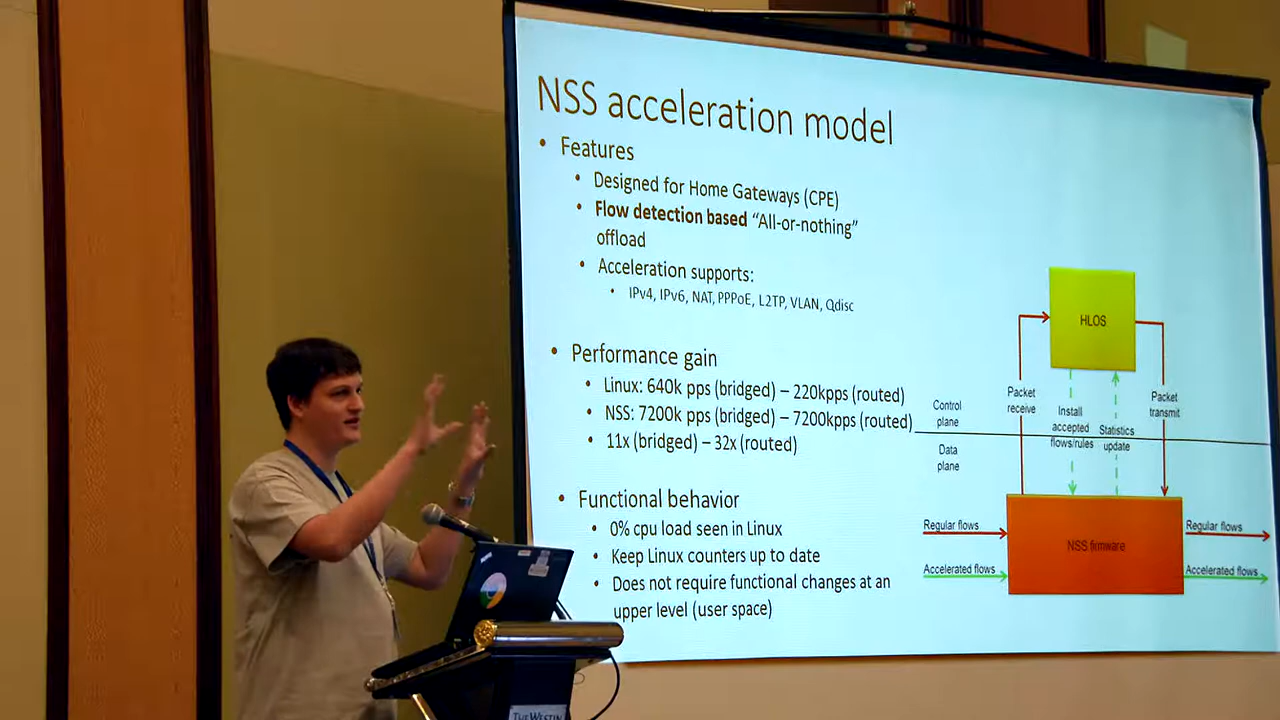 NSS acceleration model
• Features
• Designed for Home Gateways (CPE)
• Flow detection based “All-or-nothing”
offload
• Acceleration supports:
• IPv4, IPv6, NAT, PPPoE, L2TP, VLAN, Qdisc
• Performance gain
• Linux: 640k pps (bridged) – 220kpps (routed)
• NSS: 7200k pps (bridged) – 7200kpps (routed)
• 11x (bridged) – 32x (routed)
• Functional behavior
• 0% cpu load seen in Linux
• Keep Linux counters up to date
• Does not require functional changes at an
upper level (user space)
HLOS
Packet
receive
Install
accepted
flows/rules
Statistics
update
Packet
transmit
Control
plane
Data
plane
Regular flows
Accelerated flows
NSS firmware
Regular flows
Accelerated flows
THE WESTIN